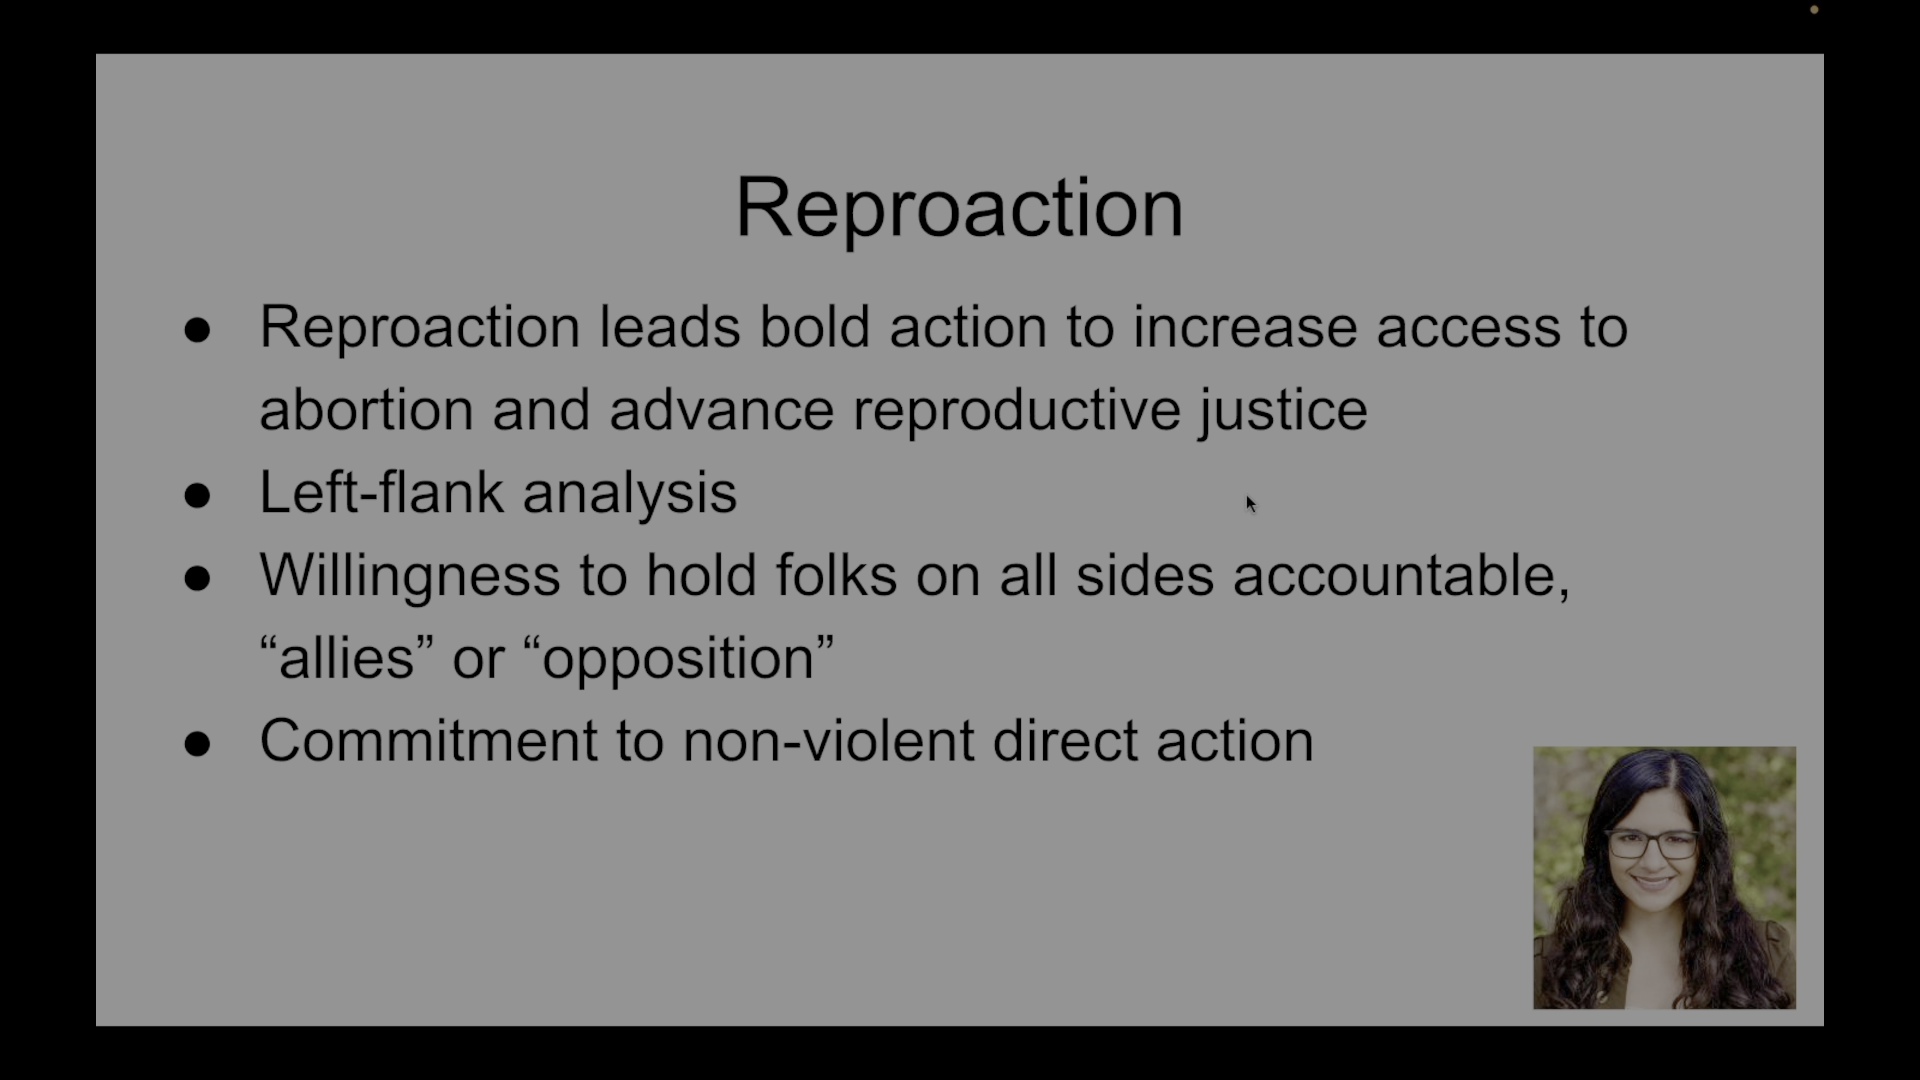 Reproaction
● Reproaction leads bold action to increase access to
abortion and advance reproductive justice
● Left-flank analysis
● Willingness to hold folks on all sides accountable,
“allies” or “opposition”
● Commitment to non-violent direct action